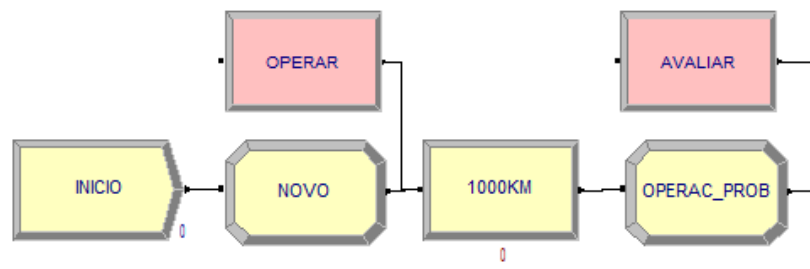 OPERAR
AVALIAR
INICIO
NOVO
1000KM
OPERAC_PROB
0
0